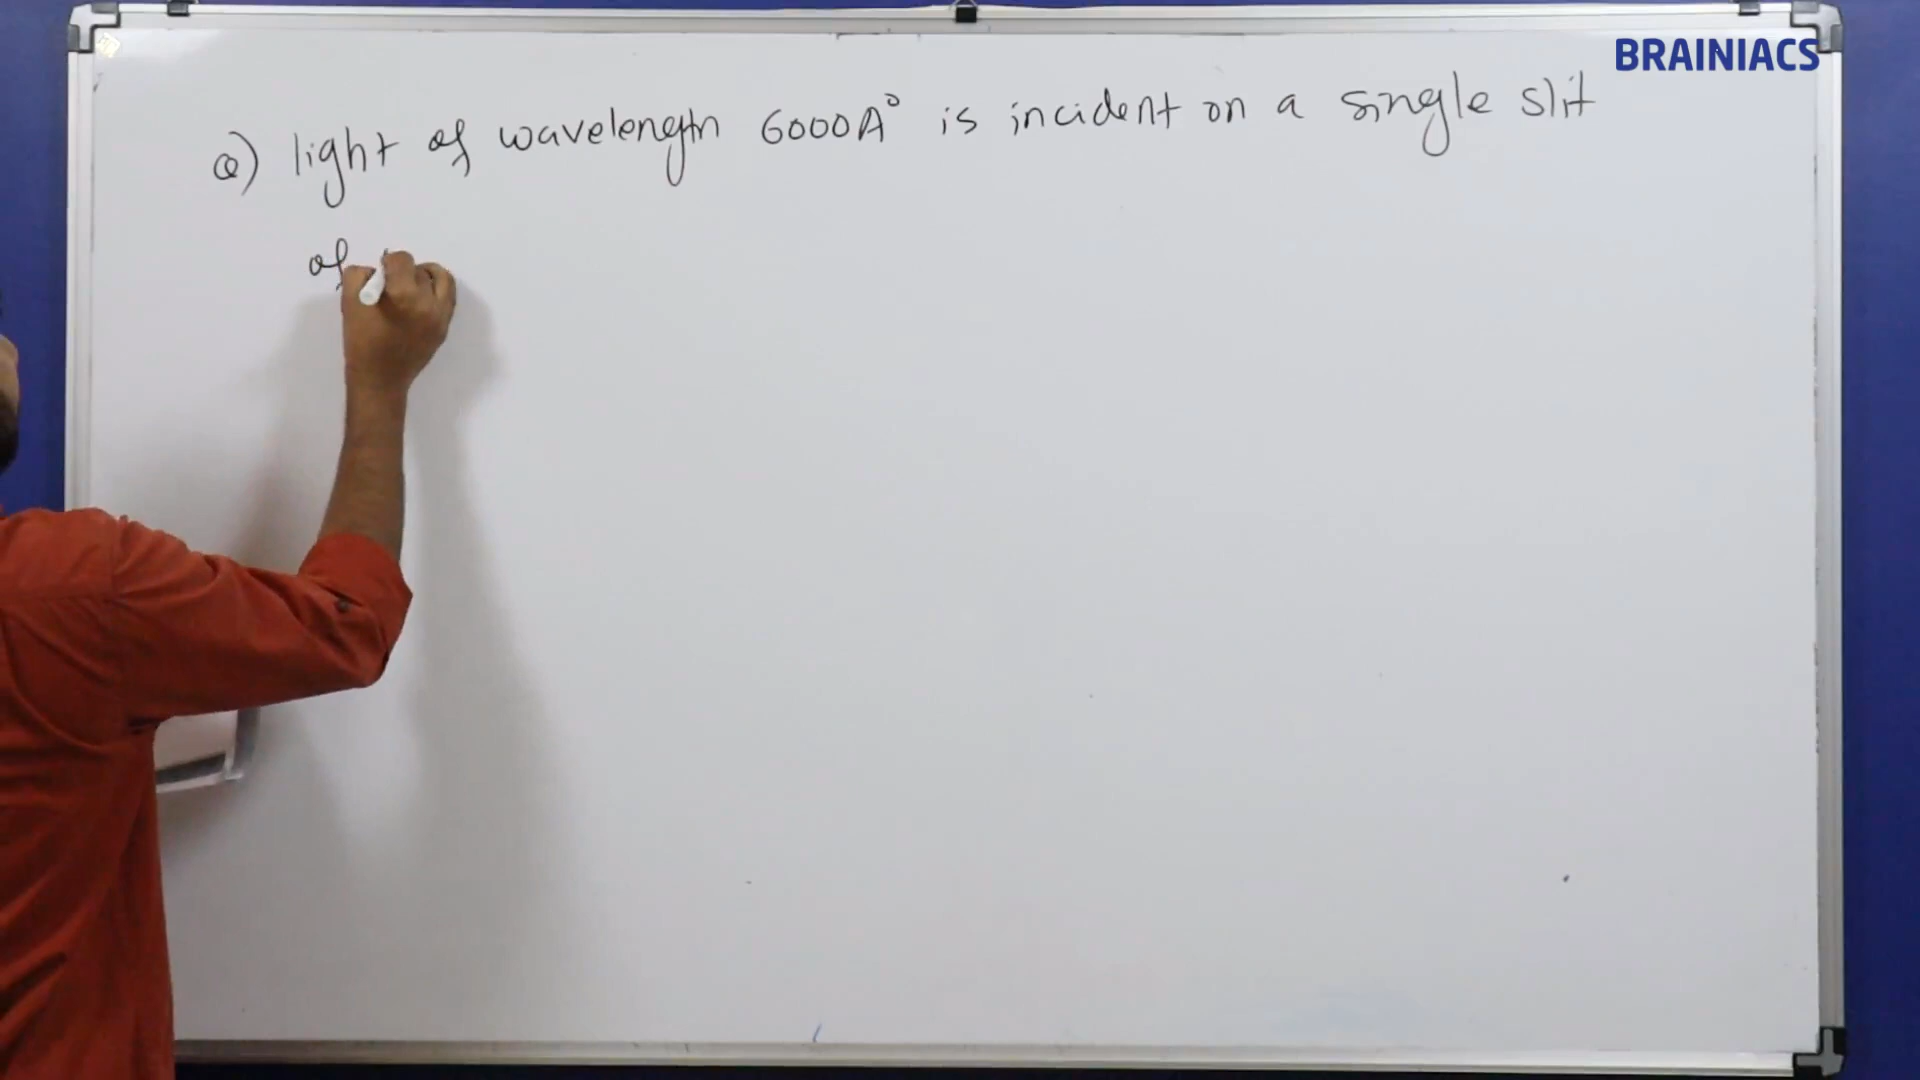 BRAINIACS
Q) light of wavelength 6000A° is incident on a single slit
of